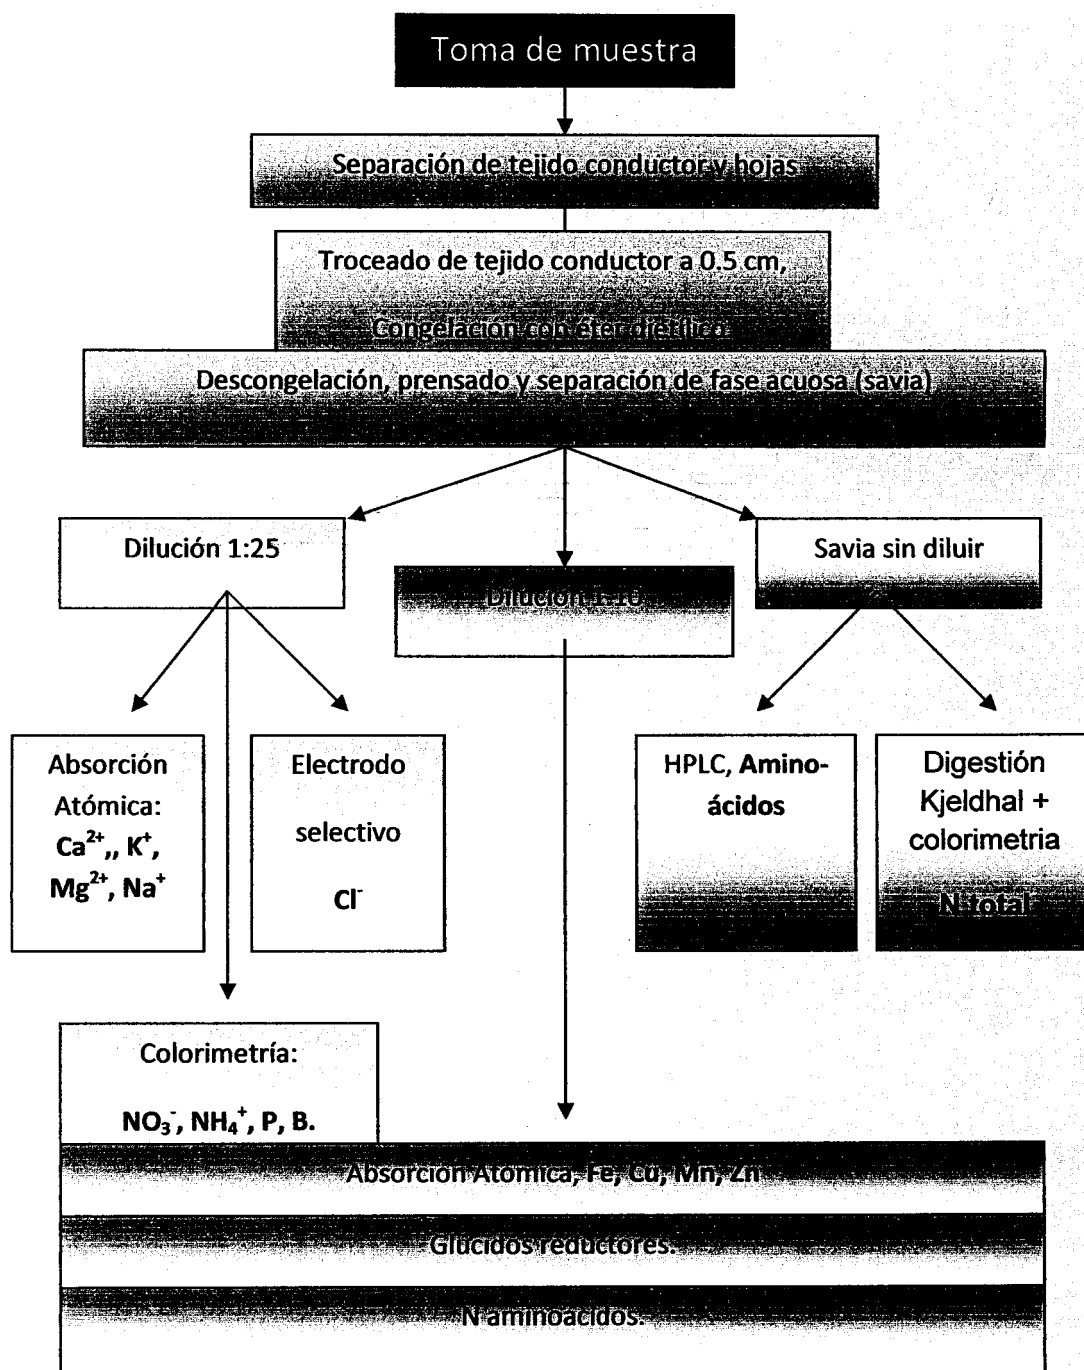 Toma de muestra
Separación de tejido conductor y hojas
Troceado de tejido conductor a 0.5 cm,
Congelación con éter dietílico
Descongelación, prensado y separación de fase acuosa (savia)
Dilución 1:25
Dilución 1:10
Savia sin diluir
Absorción
Atómica:
Ca²⁺,, K⁺,
Mg²⁺, Na⁺
Electrodo
selectivo
Cl⁻
HPLC, Amino-
ácidos
Digestión
Kjeldhal +
colorimetria
N total
Colorimetría:
NO₃⁻, NH₄⁺, P, B.
Absorción Atómica, Fe, Cu, Mn, Zn
Glúcidos reductores.
N aminoácidos.